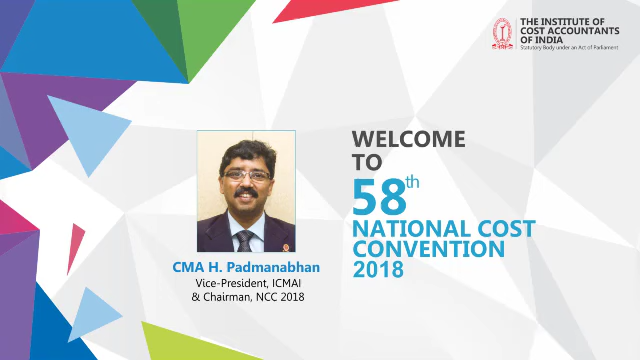 THE INSTITUTE OF
COST ACCOUNTANTS
OF INDIA
Statutory Body under an Act of Parliament
WELCOME
TO
58th
NATIONAL COST
CONVENTION
2018
CMA H. Padmanabhan
Vice-President, ICMAI
& Chairman, NCC 2018